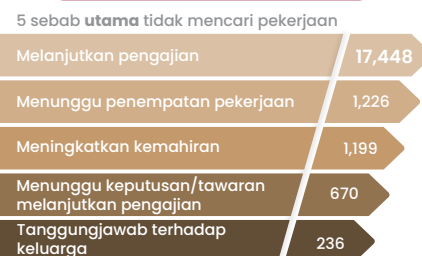 5 sebab utama tidak mencari pekerjaan
Melanjutkan pengajian 17,448
Menunggu penempatan pekerjaan 1,226
Meningkatkan kemahiran 1,199
Menunggu keputusan/tawaran
melanjutkan pengajian 670
Tanggungjawab terhadap
keluarga 236